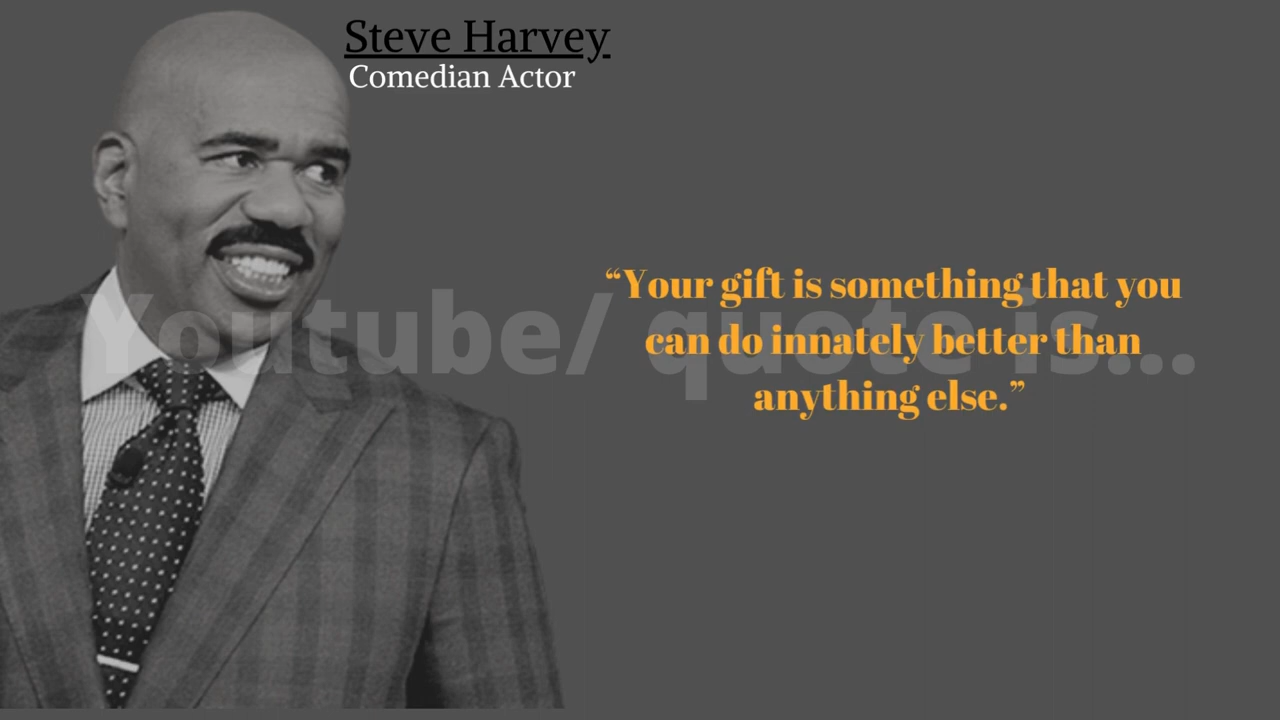 Steve Harvey
Comedian Actor
“Your gift is something that you
can do innately better than
anything else.”
Youtube/ quote is...